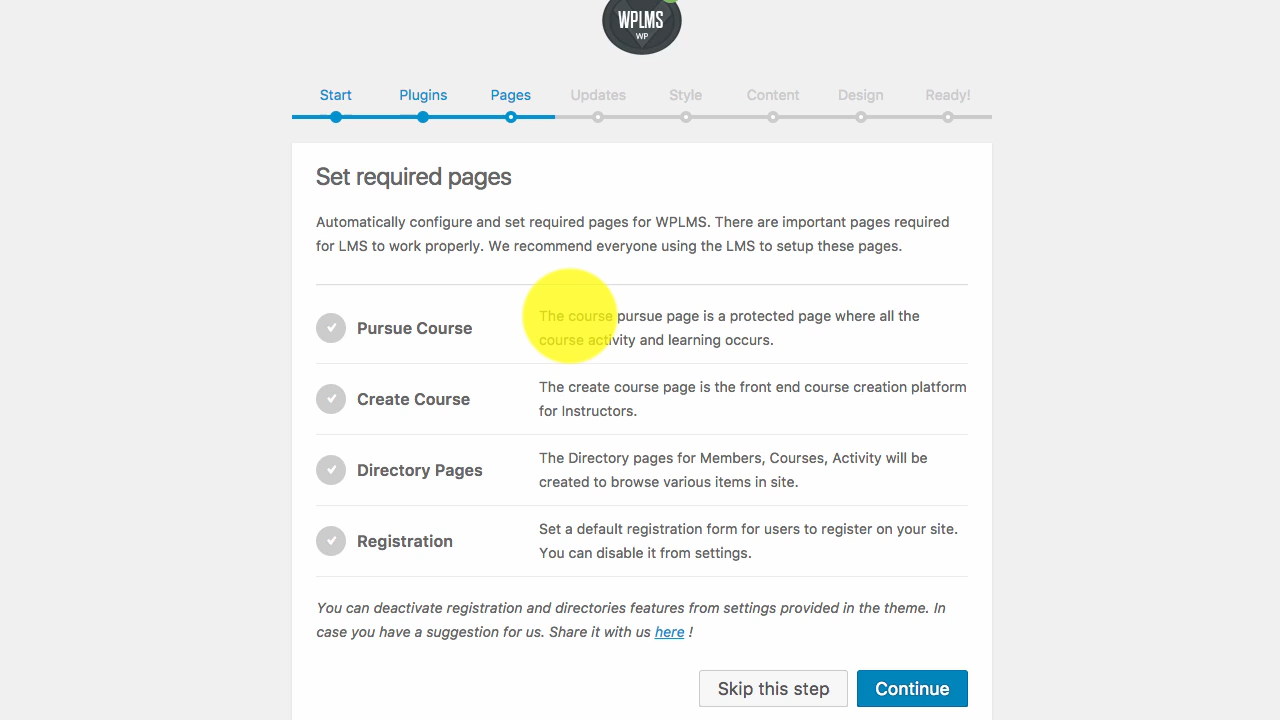 WPLMS
WP
Start Plugins Pages Updates Style Content Design Ready!
Set required pages
Automatically configure and set required pages for WPLMS. There are important pages required
for LMS to work properly. We recommend everyone using the LMS to setup these pages.
Pursue Course
The course pursue page is a protected page where all the
course activity and learning occurs.
Create Course
The create course page is the front end course creation platform
for Instructors.
Directory Pages
The Directory pages for Members, Courses, Activity will be
created to browse various items in site.
Registration
Set a default registration form for users to register on your site.
You can disable it from settings.
You can deactivate registration and directories features from settings provided in the theme. In
case you have a suggestion for us. Share it with us here !
Skip this step Continue